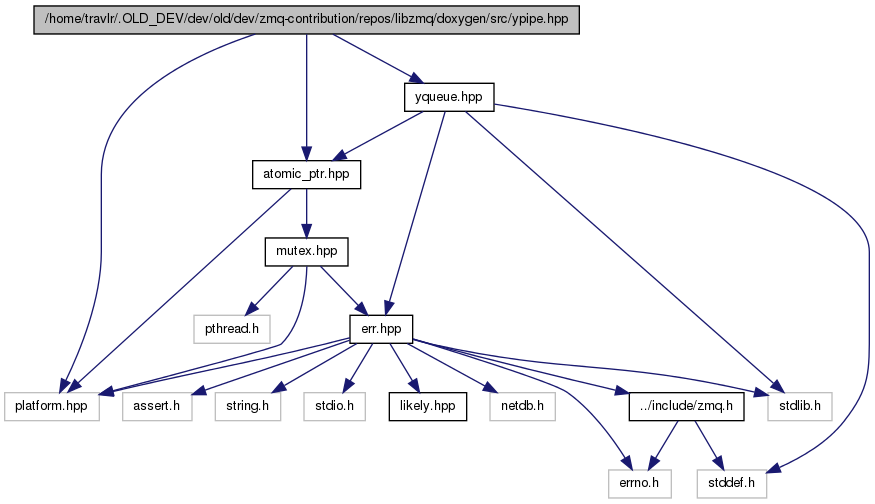 /home/travlr/.OLD_DEV/dev/old/dev/zmq-contribution/repos/libzmq/doxygen/src/ypipe.hpp
yqueue.hpp
atomic_ptr.hpp
mutex.hpp
pthread.h
err.hpp
platform.hpp
assert.h
string.h
stdio.h
likely.hpp
netdb.h
../include/zmq.h
stdlib.h
errno.h
stddef.h